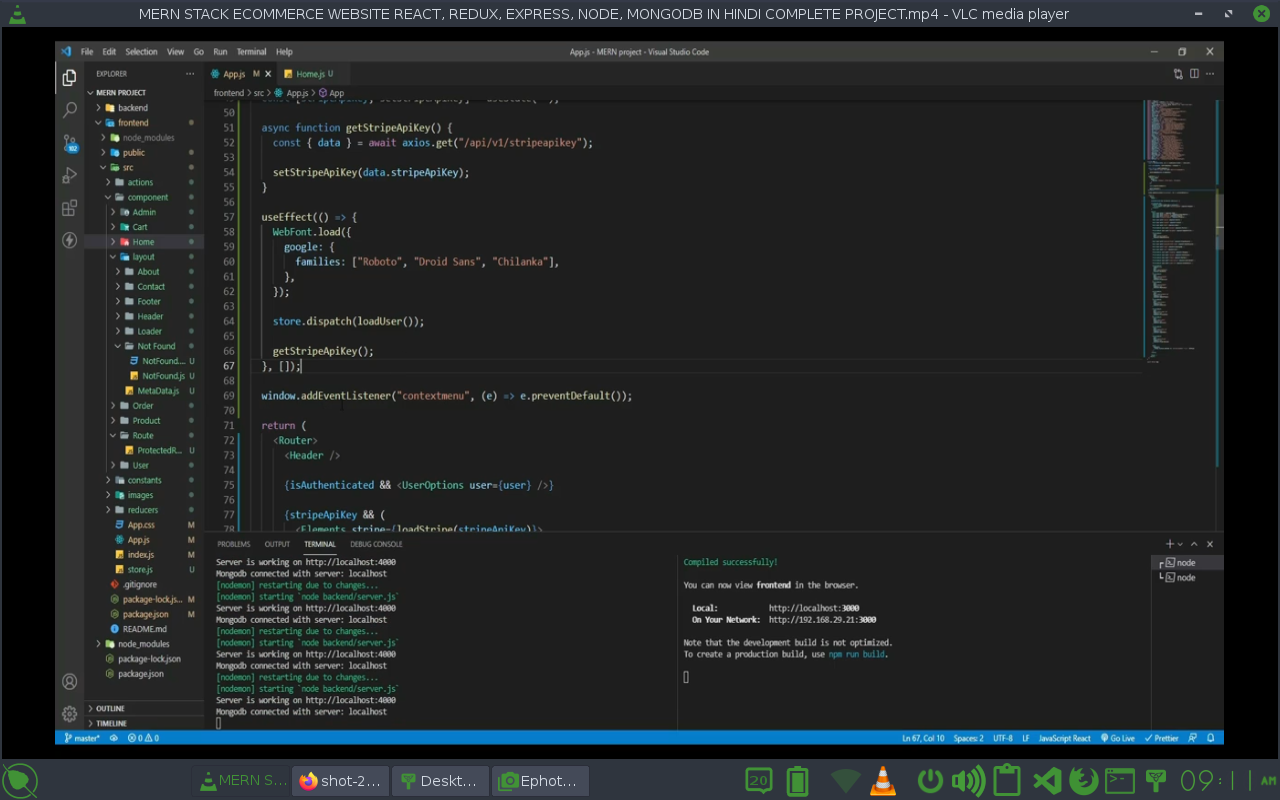 MERN STACK ECOMMERCE WEBSITE REACT, REDUX, EXPRESS, NODE, MONGODB IN HINDI COMPLETE PROJECT.mp4 - VLC media player
File Edit Selection View Go Run Terminal Help
App.js - MERN project - Visual Studio Code
EXPLORER
MERN PROJECT
backend
frontend
node_modules
public
src
actions
component
Admin
Cart
Home
layout
About
Contact
Footer
Header
Loader
Not Found
NotFound.... U
NotFound.js U
MetaData.js U
Order
Product
Route
ProtectedR... U
User
constants
images
reducers
App.css M
App.js M
index.js M
store.js U
.gitignore
package-lock.js... M
package.json M
README.md
node_modules
package-lock.json
package.json
OUTLINE
TIMELINE
App.js M
Home.js U
frontend > src > App.js > App
50
51 async function getStripeApiKey() {
52 const { data } = await axios.get("/api/v1/stripeapikey");
53
54 setStripeApiKey(data.stripeApiKey);
55 }
56
57 useEffect(() => {
58 WebFont.load({
59 google: {
60 families: ["Roboto", "Droid Sans", "Chilanka"],
61 },
62 });
63
64 store.dispatch(loadUser());
65
66 getStripeApiKey();
67 }, []);
68
69 window.addEventListener("contextmenu", (e) => e.preventDefault());
70
71 return (
72 <Router>
73 <Header />
74
75 {isAuthenticated && <UserOptions user={user} />}
76
77 {stripeApiKey && (
78 <Elements stripe={loadStripe(stripeApiKey)}>
PROBLEMS OUTPUT TERMINAL DEBUG CONSOLE
Server is working on http://localhost:4000
Mongodb connected with server: localhost
[nodemon] restarting due to changes...
[nodemon] starting `node backend/server.js`
Server is working on http://localhost:4000
Mongodb connected with server: localhost
[nodemon] restarting due to changes...
[nodemon] starting `node backend/server.js`
Server is working on http://localhost:4000
Mongodb connected with server: localhost
[nodemon] restarting due to changes...
[nodemon] starting `node backend/server.js`
Server is working on http://localhost:4000
Mongodb connected with server: localhost
Compiled successfully!
You can now view frontend in the browser.
Local: http://localhost:3000
On Your Network: http://192.168.29.21:3000
Note that the development build is not optimized.
To create a production build, use npm run build.
node
node
master* 0 0
Ln 67, Col 10 Spaces: 2 UTF-8 LF JavaScript React Go Live Prettier
MERN S... shot-2... Deskt... Ephot...
20
09:11 AM